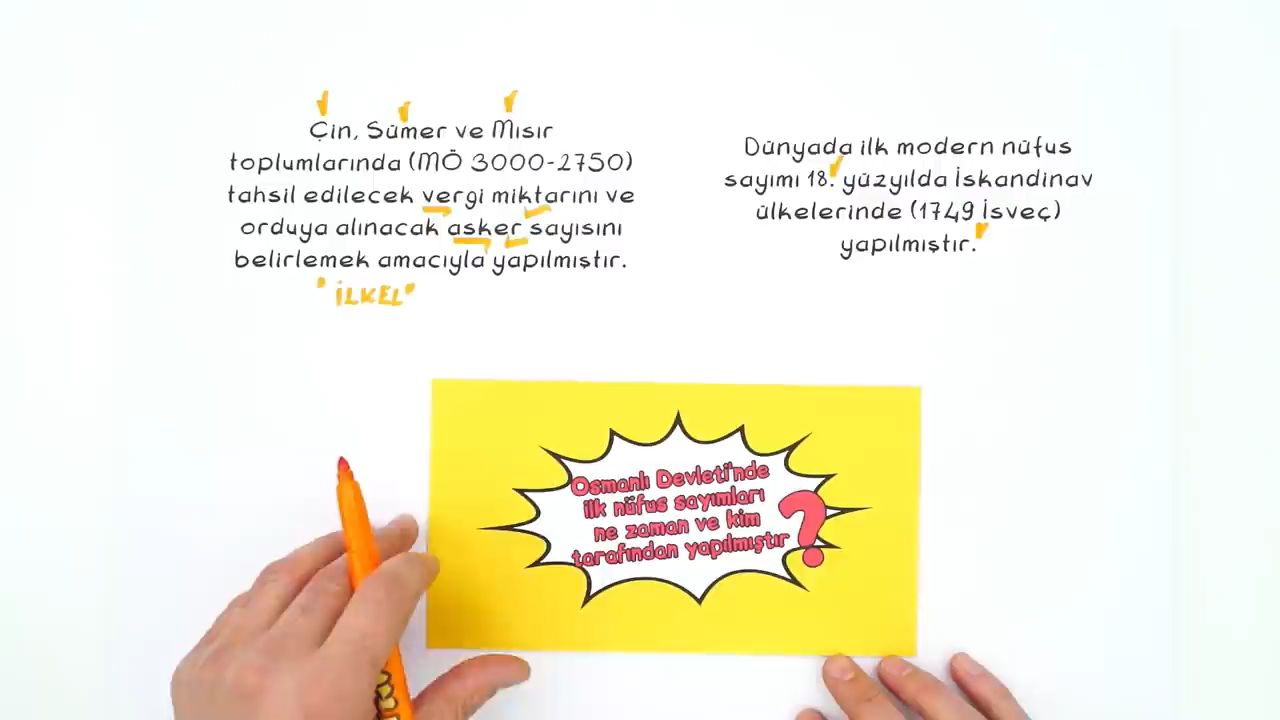 Çin, Sümer ve Mısır
toplumlarında (MÖ 3000-2750)
tahsil edilecek vergi miktarını ve
orduya alınacak asker sayısını
belirlemek amacıyla yapılmıştır.
"İLKEL"
Dünyada ilk modern nüfus
sayımı 18. yüzyılda İskandinav
ülkelerinde (1749 İsveç)
yapılmıştır.
Osmanlı Devleti'nde
ilk nüfus sayımları
ne zaman ve kim
tarafından yapılmıştır
?